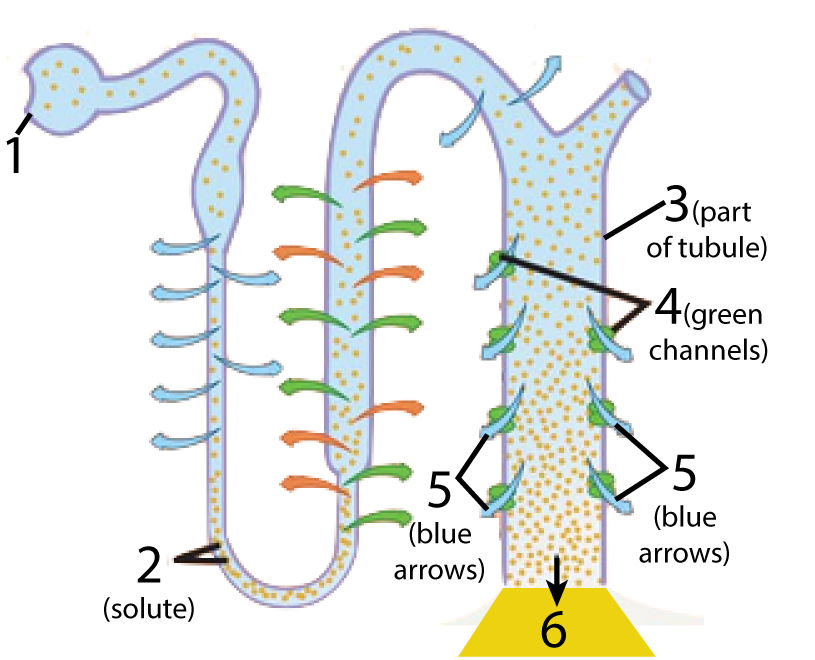 1
3(part
of tubule)
4(green
channels)
5
(blue
arrows)
5
(blue
arrows)
2
(solute)
6